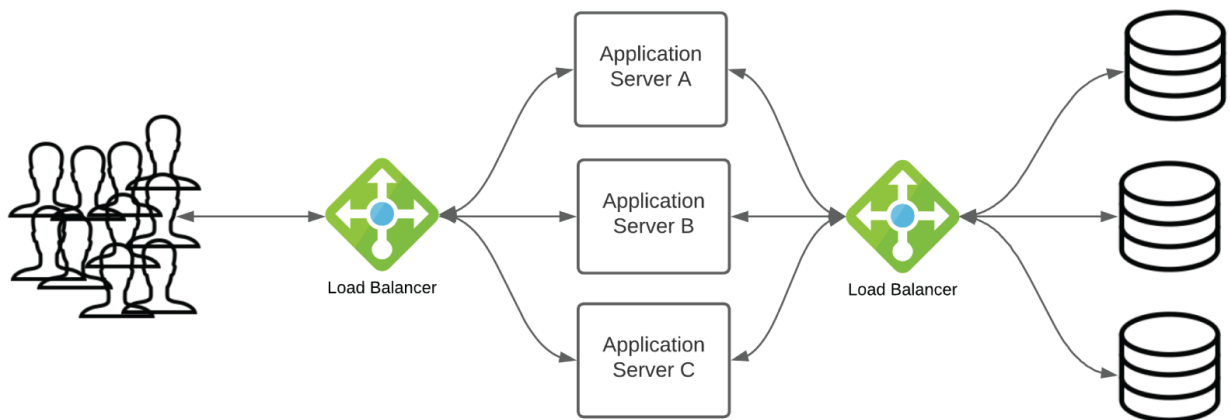 Application
Server A
Load Balancer
Application
Server B
Load Balancer
Application
Server C